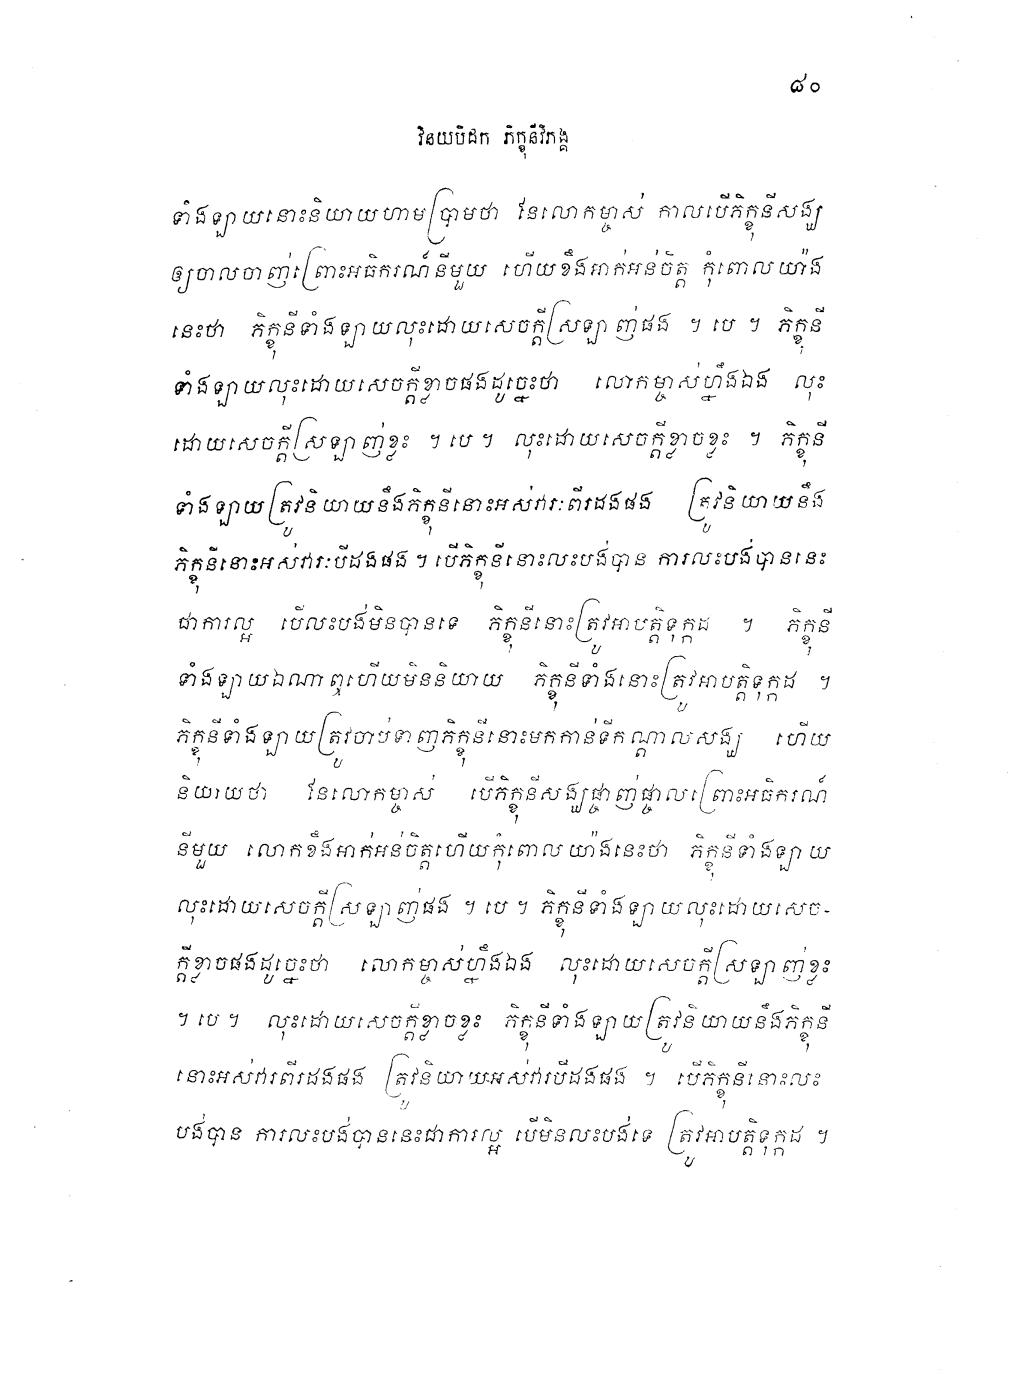 ៨០
វិនយបិដក ភិក្ខុនីវិភង្គ
ទាំងឡាយនោះនិយាយហាមប្រាមថា នែលោកម្ចាស់ កាលបើភិក្ខុនីសង្ឃ
ឲ្យចាលចាញ់ព្រោះអធិករណ៍នីមួយ ហើយខឹងអាក់អន់ចិត្ត កុំពោលយ៉ាង
នេះថា ភិក្ខុនីទាំងឡាយលុះដោយសេចក្តីស្រឡាញ់ផង ។ បេ ។ ភិក្ខុនី
ទាំងឡាយលុះដោយសេចក្តីខ្លាចផងដូច្នេះថា លោកម្ចាស់ហ្នឹងឯង លុះ
ដោយសេចក្តីស្រឡាញ់ខ្លះ ។ បេ ។ លុះដោយសេចក្តីខ្លាចខ្លះ ។ ភិក្ខុនី
ទាំងឡាយត្រូវនិយាយនឹងភិក្ខុនីនោះអស់វារៈពីរដងផង ត្រូវនិយាយនឹង
ភិក្ខុនីនោះអស់វារៈបីដងផង ។ បើភិក្ខុនីនោះលះបង់បាន ការលះបង់បាននេះ
ជាការល្អ បើលះបង់មិនបានទេ ភិក្ខុនីនោះត្រូវអាបត្តិទុក្កដ ។ ភិក្ខុនី
ទាំងឡាយឯណាឮហើយមិននិយាយ ភិក្ខុនីទាំងនោះត្រូវអាបត្តិទុក្កដ ។
ភិក្ខុនីទាំងឡាយត្រូវចាប់ទាញភិក្ខុនីនោះមកកាន់ទីកណ្តាលសង្ឃ ហើយ
និយាយថា នែលោកម្ចាស់ បើភិក្ខុនីសង្ឃផ្ចាញ់ផ្ចាលព្រោះអធិករណ៍
នីមួយ លោកខឹងអាក់អន់ចិត្តហើយកុំពោលយ៉ាងនេះថា ភិក្ខុនីទាំងឡាយ
លុះដោយសេចក្តីស្រឡាញ់ផង ។ បេ ។ ភិក្ខុនីទាំងឡាយលុះដោយសេច-
ក្តីខ្លាចផងដូច្នេះថា លោកម្ចាស់ហ្នឹងឯង លុះដោយសេចក្តីស្រឡាញ់ខ្លះ
។ បេ ។ លុះដោយសេចក្តីខ្លាចខ្លះ ភិក្ខុនីទាំងឡាយត្រូវនិយាយនឹងភិក្ខុនី
នោះអស់វារពីរដងផង ត្រូវនិយាយអស់វារបីដងផង ។ បើភិក្ខុនីនោះលះ
បង់បាន ការលះបង់បាននេះជាការល្អ បើមិនលះបង់ទេ ត្រូវអាបត្តិទុក្កដ ។